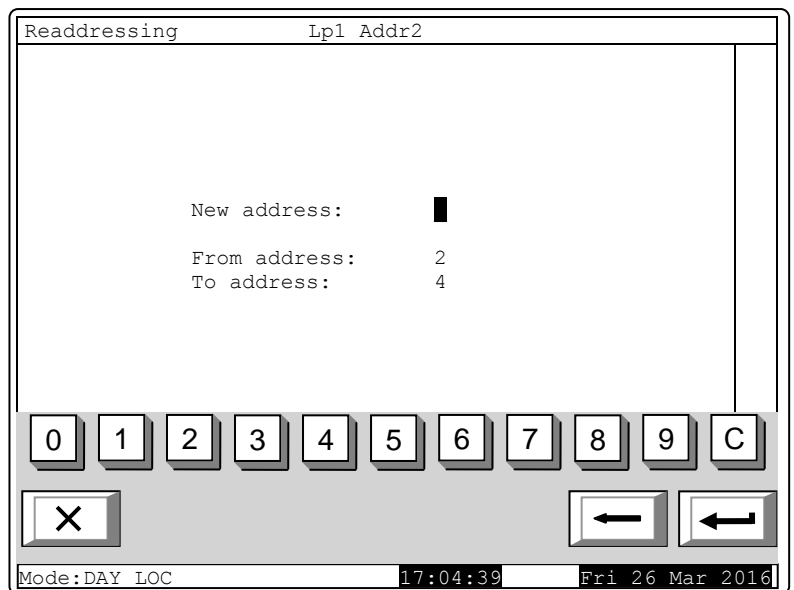 Readdressing Lp1 Addr2
New address:
From address: 2
To address: 4
0 1 2 3 4 5 6 7 8 9 C
Mode:DAY LOC 17:04:39 Fri 26 Mar 2016